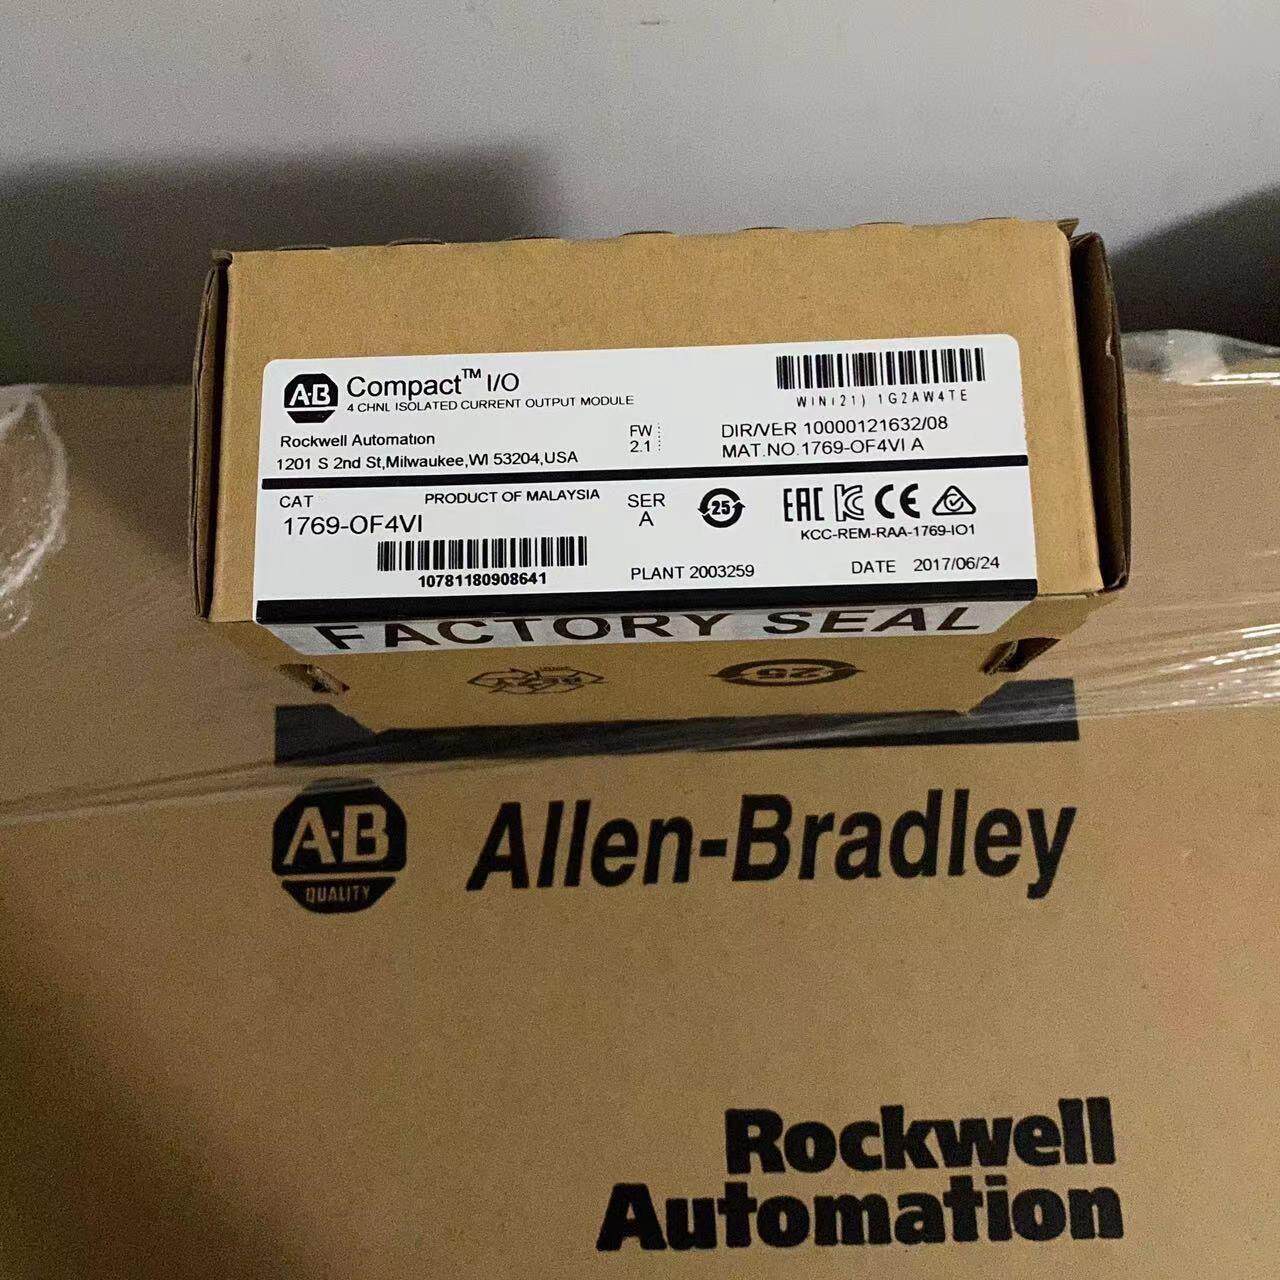 A-B Compact™ I/O
4 CHNL ISOLATED CURRENT OUTPUT MODULE
Rockwell Automation
1201 S 2nd St,Milwaukee,WI 53204,USA
FW
2.1
WIN(21) 1G2AW4TE
DIR/VER 10000121632/08
MAT.NO.1769-OF4VI A
CAT
1769-OF4VI
PRODUCT OF MALAYSIA
10781180908641
SER
A
25
EAC CE
KCC-REM-RAA-1769-IO1
PLANT 2003259
DATE 2017/06/24
FACTORY SEAL
25
A-B
QUALITY
Allen-Bradley
Rockwell
Automation